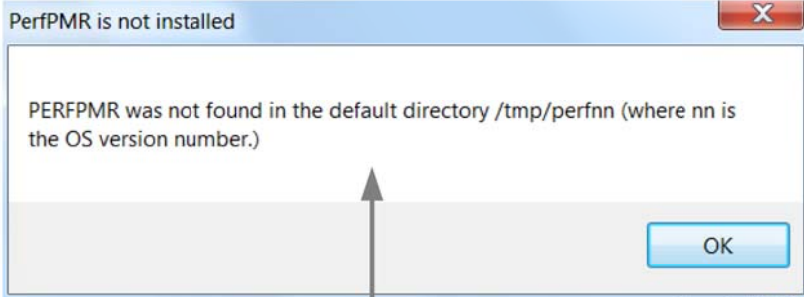 PerfPMR is not installed
PERFPMR was not found in the default directory /tmp/perfnn (where nn is
the OS version number.)
OK